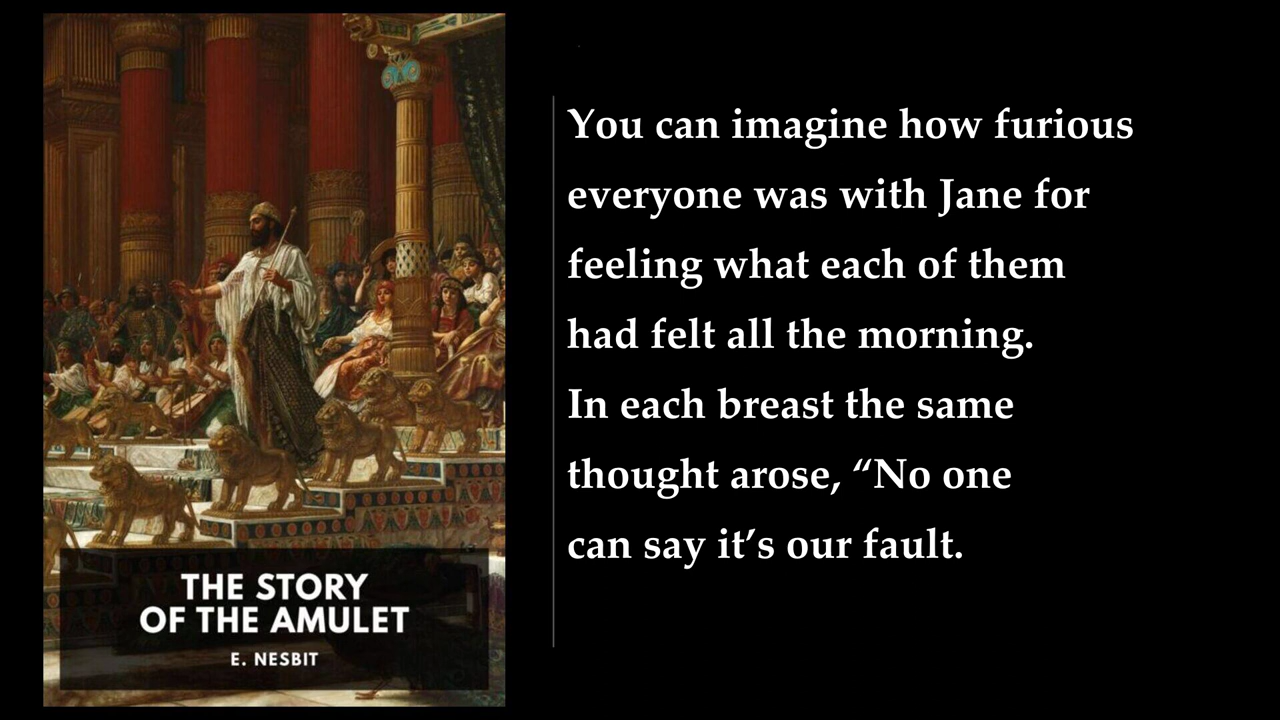 THE STORY
OF THE AMULET
E. NESBIT
You can imagine how furious
everyone was with Jane for
feeling what each of them
had felt all the morning.
In each breast the same
thought arose, “No one
can say it’s our fault.